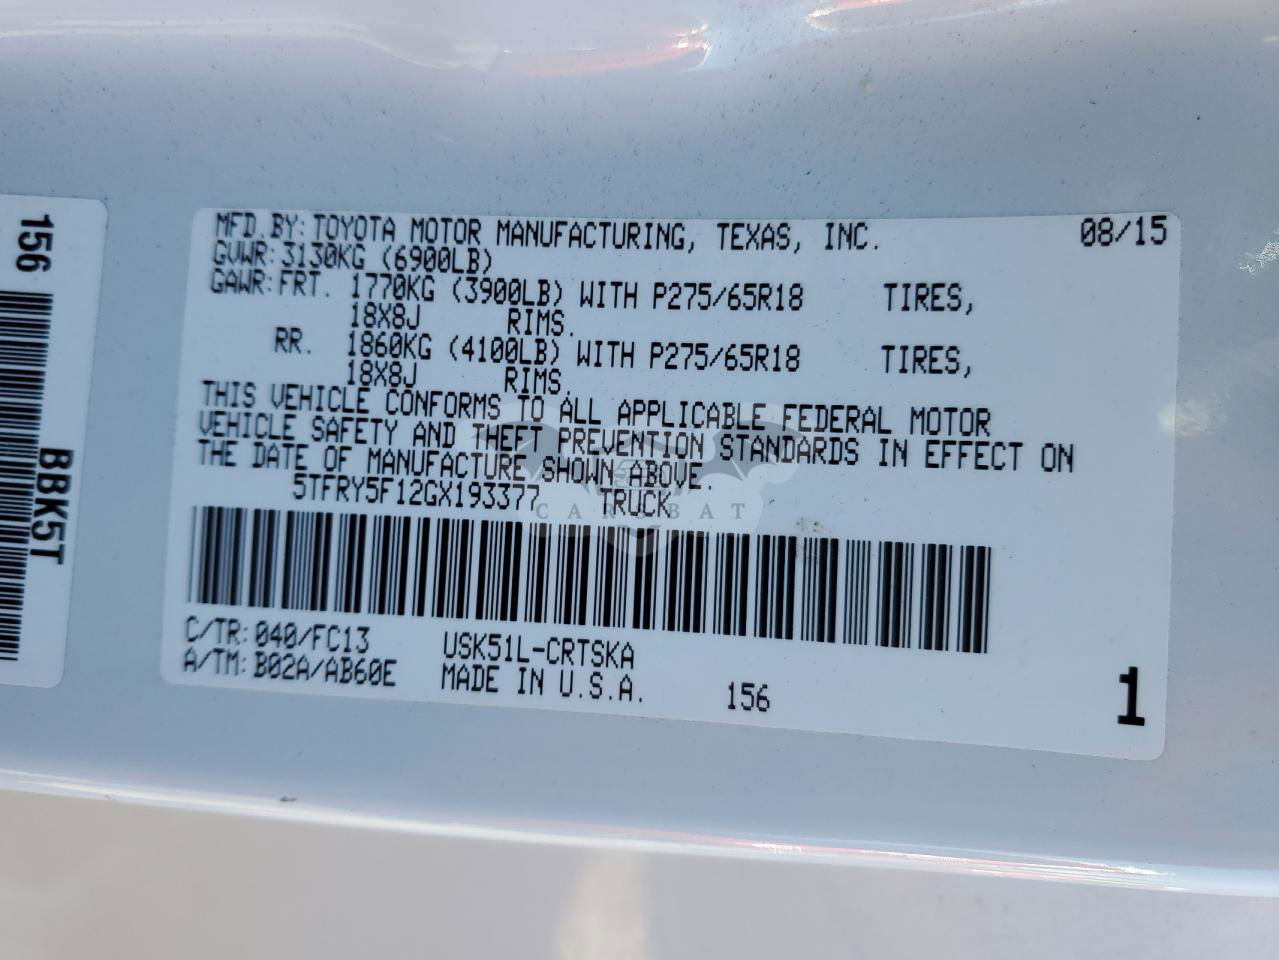 156
BBK5T
MFD.BY: TOYOTA MOTOR MANUFACTURING, TEXAS, INC. 08/15
GVWR: 3130KG (6900LB)
GAWR: FRT. 1770KG (3900LB) WITH P275/65R18 TIRES,
18X8J RIMS.
RR. 1860KG (4100LB) WITH P275/65R18 TIRES,
18X8J RIMS.
THIS VEHICLE CONFORMS TO ALL APPLICABLE FEDERAL MOTOR
VEHICLE SAFETY AND THEFT PREVENTION STANDARDS IN EFFECT ON
THE DATE OF MANUFACTURE SHOWN ABOVE.
5TFRY5F12GX193377 TRUCK
CARSBAT
C/TR: 040/FC13 USK51L-CRTSKA
A/TM: B02A/AB60E MADE IN U.S.A. 156
1